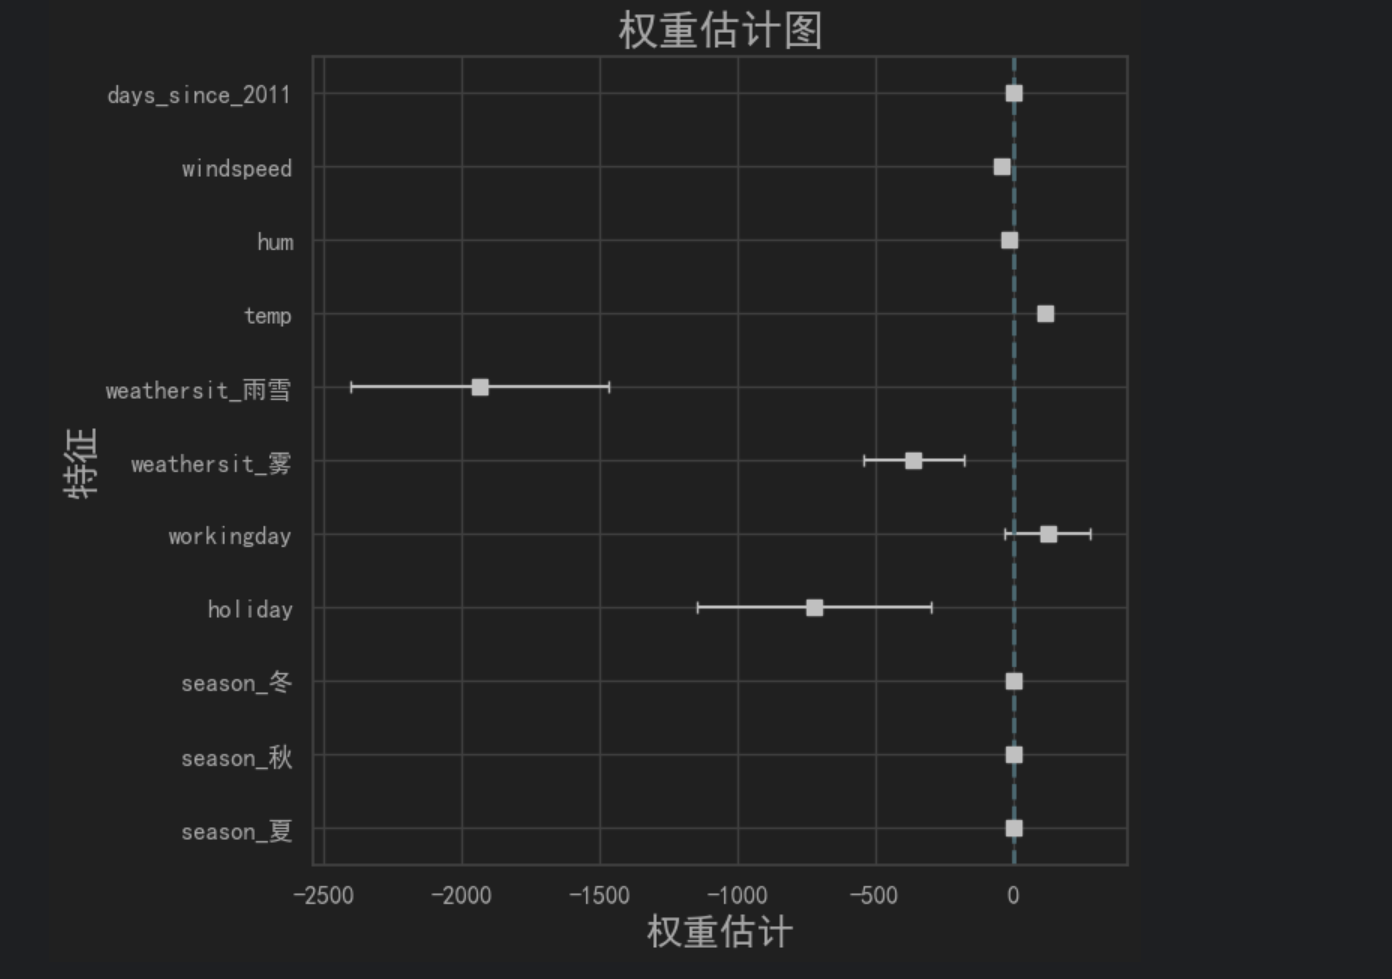 权重估计图
days_since_2011
windspeed
hum
temp
weathersit_雨雪
weathersit_雾
workingday
holiday
season_冬
season_秋
season_夏
特征
-2500 -2000 -1500 -1000 -500 0
权重估计